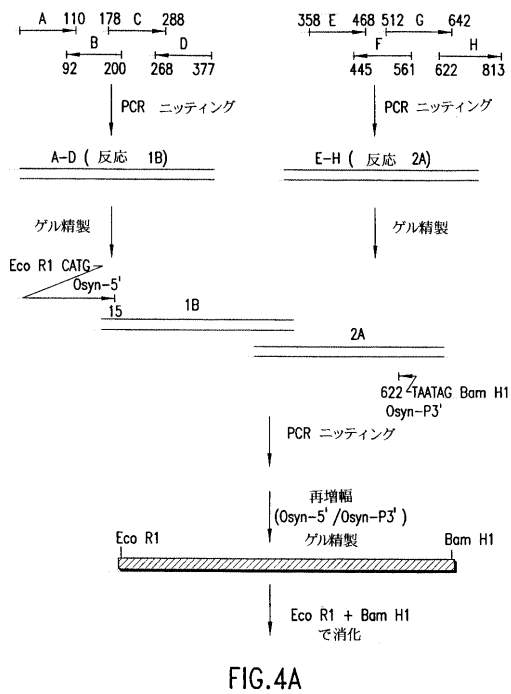 A 110 178 C 288
B D
92 200 268 377
358 E 468 512 G 642
F H
445 561 622 813
PCR ニッティング
PCR ニッティング
A-D ( 反応 1B)
E-H ( 反応 2A)
ゲル精製
ゲル精製
Eco R1 CATG
Osyn-5'
15
1B
2A
622 TAATAG Bam H1
Osyn-P3'
PCR ニッティング
再増幅
(Osyn-5'/Osyn-P3')
ゲル精製
Eco R1
Bam H1
Eco R1 + Bam H1
で消化
FIG.4A